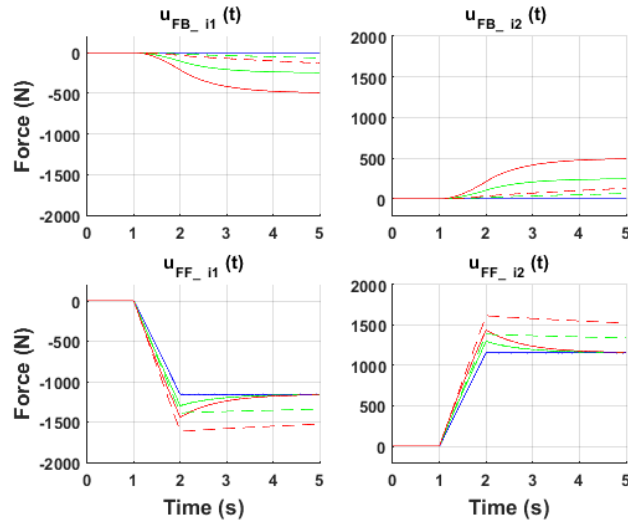 u_FB_ i1 (t)
u_FB_ i2 (t)
Force (N)
0
-500
-1000
-1500
-2000
0 1 2 3 4 5
2000
1500
1000
500
0
0 1 2 3 4 5
u_FF_ i1 (t)
u_FF_ i2 (t)
Force (N)
0
-500
-1000
-1500
-2000
0 1 2 3 4 5
Time (s)
2000
1500
1000
500
0
0 1 2 3 4 5
Time (s)